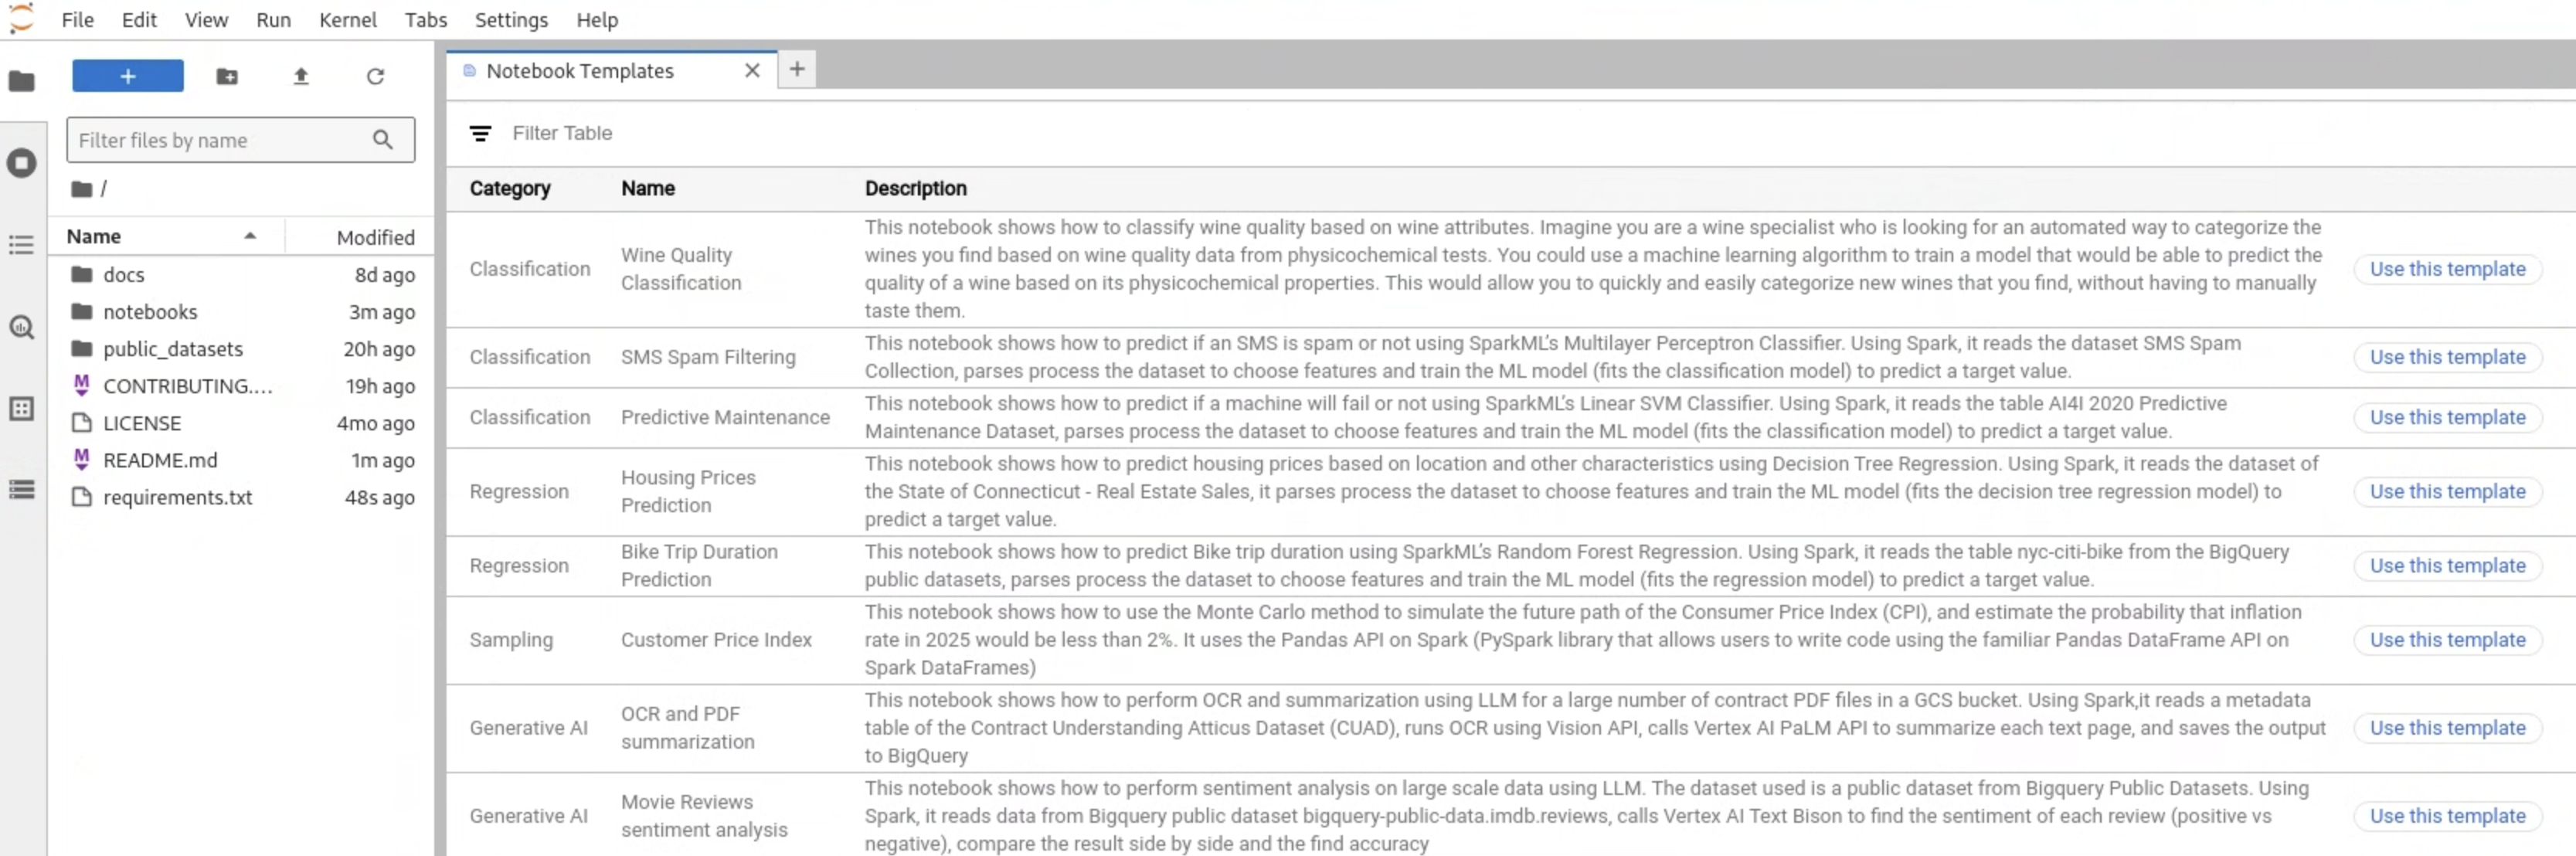 File Edit View Run Kernel Tabs Settings Help
+
Filter files by name
/
Name Modified
docs 8d ago
notebooks 3m ago
public_datasets 20h ago
CONTRIBUTING.... 19h ago
LICENSE 4mo ago
README.md 1m ago
requirements.txt 48s ago
Notebook Templates × +
Filter Table
Category Name Description
Classification
Wine Quality
Classification
This notebook shows how to classify wine quality based on wine attributes. Imagine you are a wine specialist who is looking for an automated way to categorize the
wines you find based on wine quality data from physicochemical tests. You could use a machine learning algorithm to train a model that would be able to predict the
quality of a wine based on its physicochemical properties. This would allow you to quickly and easily categorize new wines that you find, without having to manually
taste them.
Use this template
Classification
SMS Spam Filtering
This notebook shows how to predict if an SMS is spam or not using SparkML’s Multilayer Perceptron Classifier. Using Spark, it reads the dataset SMS Spam
Collection, parses process the dataset to choose features and train the ML model (fits the classification model) to predict a target value.
Use this template
Classification
Predictive Maintenance
This notebook shows how to predict if a machine will fail or not using SparkML’s Linear SVM Classifier. Using Spark, it reads the table AI4I 2020 Predictive
Maintenance Dataset, parses process the dataset to choose features and train the ML model (fits the classification model) to predict a target value.
Use this template
Regression
Housing Prices
Prediction
This notebook shows how to predict housing prices based on location and other characteristics using Decision Tree Regression. Using Spark, it reads the dataset of
the State of Connecticut - Real Estate Sales, it parses process the dataset to choose features and train the ML model (fits the decision tree regression model) to
predict a target value.
Use this template
Regression
Bike Trip Duration
Prediction
This notebook shows how to predict Bike trip duration using SparkML’s Random Forest Regression. Using Spark, it reads the table nyc-citi-bike from the BigQuery
public datasets, parses process the dataset to choose features and train the ML model (fits the regression model) to predict a target value.
Use this template
Sampling
Customer Price Index
This notebook shows how to use the Monte Carlo method to simulate the future path of the Consumer Price Index (CPI), and estimate the probability that inflation
rate in 2025 would be less than 2%. It uses the Pandas API on Spark (PySpark library that allows users to write code using the familiar Pandas DataFrame API on
Spark DataFrames)
Use this template
Generative AI
OCR and PDF
summarization
This notebook shows how to perform OCR and summarization using LLM for a large number of contract PDF files in a GCS bucket. Using Spark,it reads a metadata
table of the Contract Understanding Atticus Dataset (CUAD), runs OCR using Vision API, calls Vertex AI PaLM API to summarize each text page, and saves the output
to BigQuery
Use this template
Generative AI
Movie Reviews
sentiment analysis
This notebook shows how to perform sentiment analysis on large scale data using LLM. The dataset used is a public dataset from Bigquery Public Datasets. Using
Spark, it reads data from Bigquery public dataset bigquery-public-data.imdb.reviews, calls Vertex AI Text Bison to find the sentiment of each review (positive vs
negative), compare the result side by side and the find accuracy
Use this template